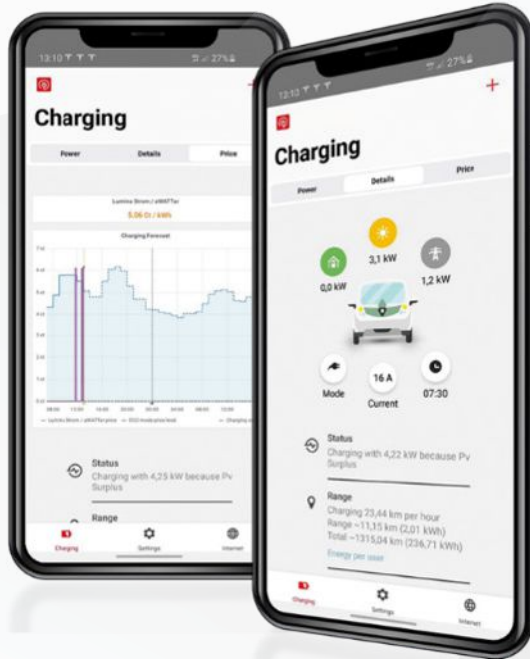 13:10
27%
Charging
Power
Details
Price
Lumina Strom / aWATTar
5.06 Ct / kWh
Charging Forecast
Status
Charging with 4,25 kW because Pv
Surplus
Range
Charging
Settings
Internet
13:10
27%
Charging
Power
Details
Price
3,1 kW
0,0 kW
1,2 kW
Mode
16 A
Current
07:30
Status
Charging with 4,22 kW because Pv
Surplus
Range
Charging 23,44 km per hour
Range ~11,15 km (2,01 kWh)
Total ~1315,04 km (236,71 kWh)
Energy per user
Charging
Settings
Internet